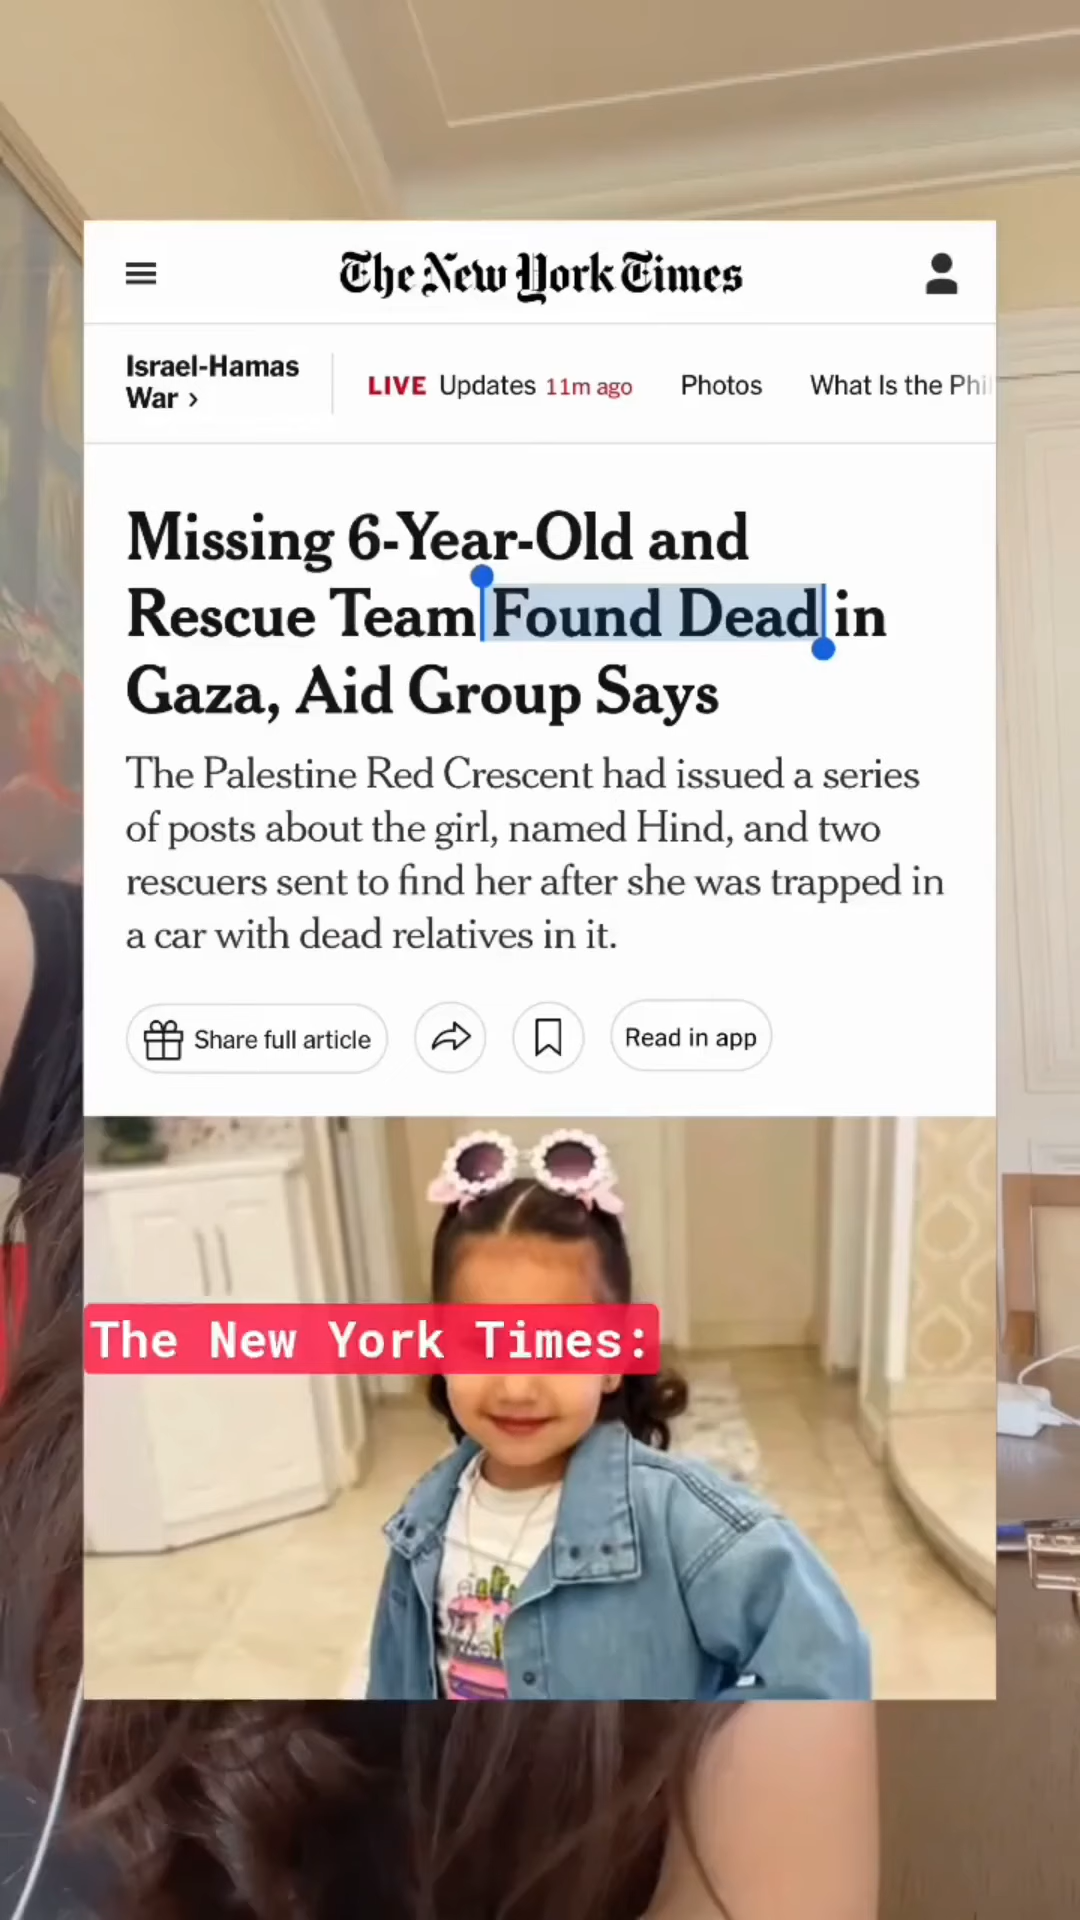 The New York Times
Israel-Hamas
War >
LIVE Updates 11m ago Photos What Is the Phi
Missing 6-Year-Old and
Rescue Team Found Dead in
Gaza, Aid Group Says
The Palestine Red Crescent had issued a series
of posts about the girl, named Hind, and two
rescuers sent to find her after she was trapped in
a car with dead relatives in it.
Share full article
Read in app
The New York Times: